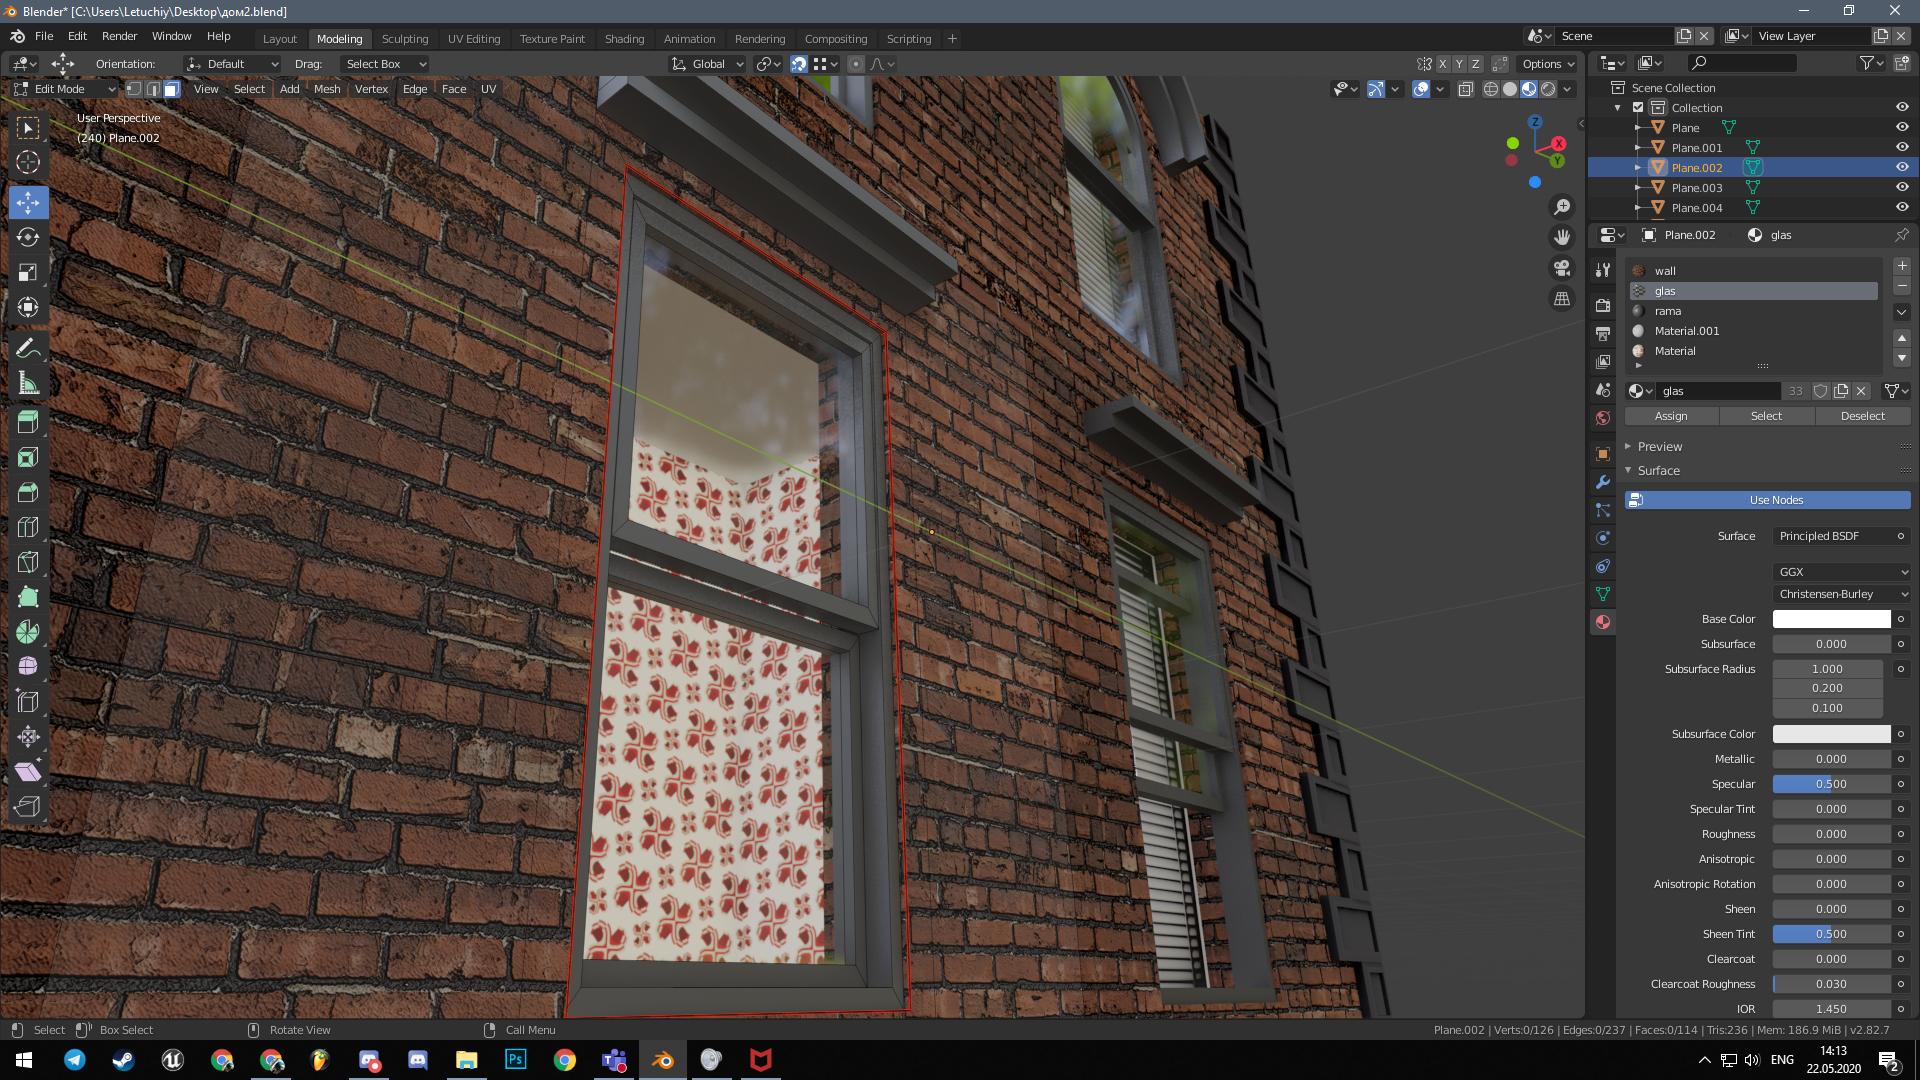 Blender* [C:\Users\Letuchiy\Desktop\дом2.blend]
File Edit Render Window Help
Layout Modeling Sculpting UV Editing Texture Paint Shading Animation Rendering Compositing Scripting +
Scene
View Layer
Orientation: Default Drag: Select Box
Global
X Y Z Options
Edit Mode View Select Add Mesh Vertex Edge Face UV
User Perspective
(240) Plane.002
Z
X
Y
Scene Collection
Collection
Plane
Plane.001
Plane.002
Plane.003
Plane.004
Plane.002 glas
wall
glas
rama
Material.001
Material
glas 33
Assign Select Deselect
Preview
Surface
Use Nodes
Surface Principled BSDF
GGX
Christensen-Burley
Base Color
Subsurface 0.000
Subsurface Radius 1.000
0.200
0.100
Subsurface Color
Metallic 0.000
Specular 0.500
Specular Tint 0.000
Roughness 0.000
Anisotropic 0.000
Anisotropic Rotation 0.000
Sheen 0.000
Sheen Tint 0.500
Clearcoat 0.000
Clearcoat Roughness 0.030
IOR 1.450
Select Box Select Rotate View Call Menu
Plane.002 | Verts:0/126 | Edges:0/237 | Faces:0/114 | Tris:236 | Mem: 186.9 MiB | v2.82.7
Ps
ENG
14:13
22.05.2020
2